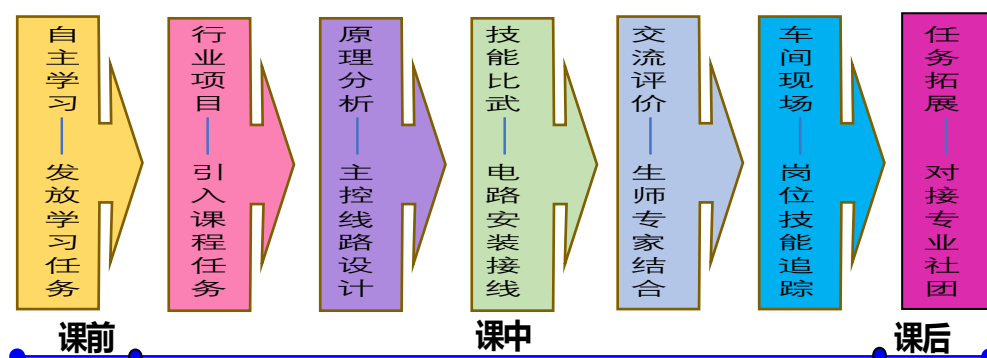 自主学习
发放学习任务
行业项目
引入课程任务
原理分析
主控线路设计
技能比武
电路安装接线
交流评价
生师专家结合
车间现场
岗位技能追踪
任务拓展
对接专业社团
课前
课中
课后